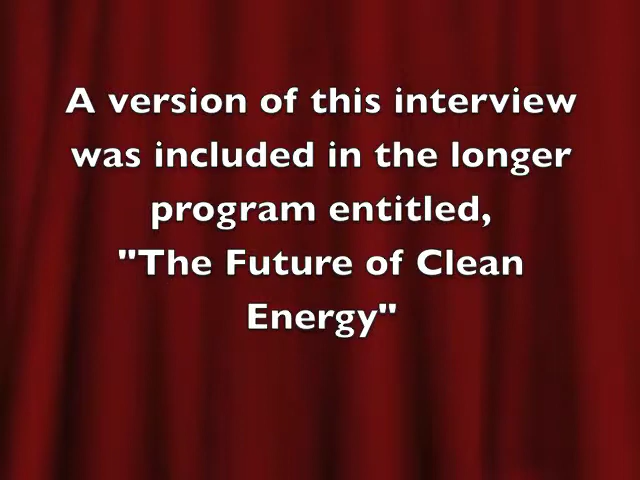 A version of this interview
was included in the longer
program entitled,
"The Future of Clean
Energy"